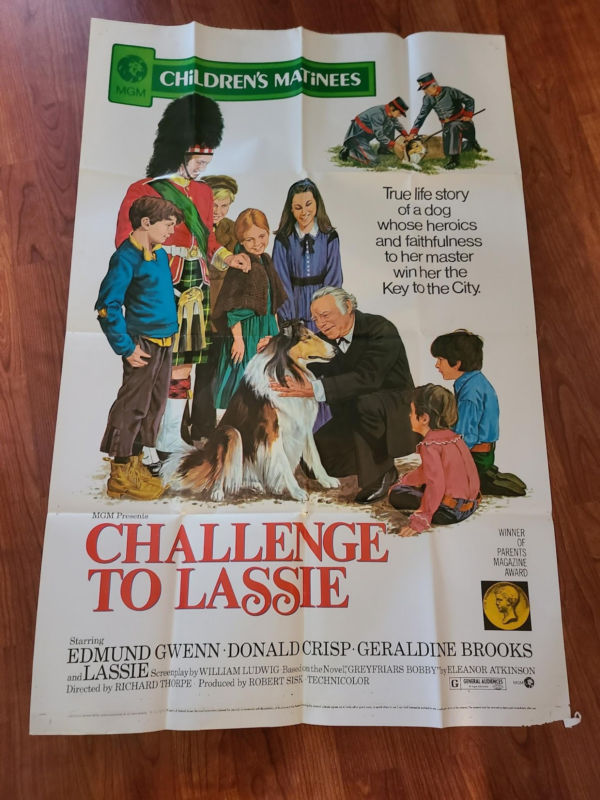 MGM
CHiLDREN'S MATiNEES
True life story
of a dog
whose heroics
and faithfulness
to her master
win her the
Key to the City.
MGM Presents
CHALLENGE
TO LASSIE
WINNER
OF
PARENTS
MAGAZINE
AWARD
Starring
EDMUND GWENN · DONALD CRISP · GERALDINE BROOKS
and LASSIE Screenplay by WILLIAM LUDWIG · Based on the Novel, "GREYFRIARS BOBBY" by ELEANOR ATKINSON
Directed by RICHARD THORPE · Produced by ROBERT SISK · TECHNICOLOR
G GENERAL AUDIENCES
MGM